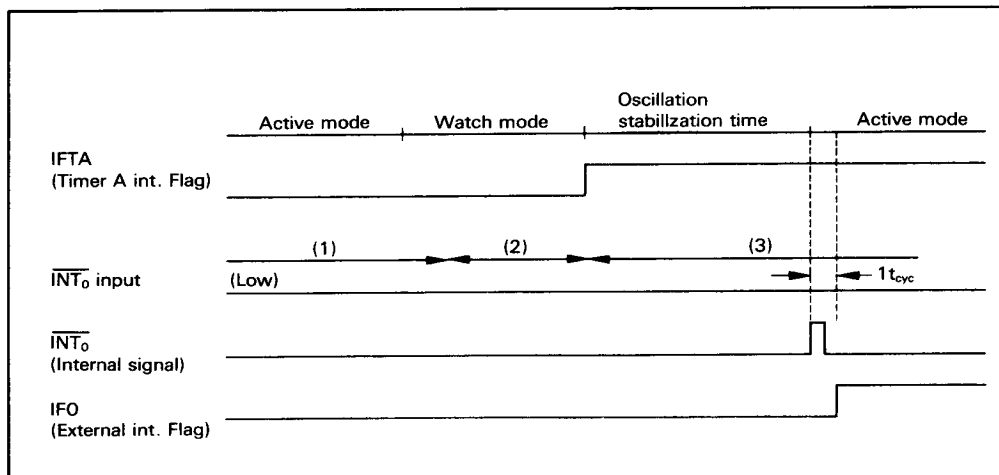 Oscillation
stabillzation time
Active mode
Watch mode
Active mode
IFTA
(Timer A int. Flag)
(1)
(2)
(3)
INT₀ input
(Low)
1t_cyc
INT₀
(Internal signal)
IF0
(External int. Flag)